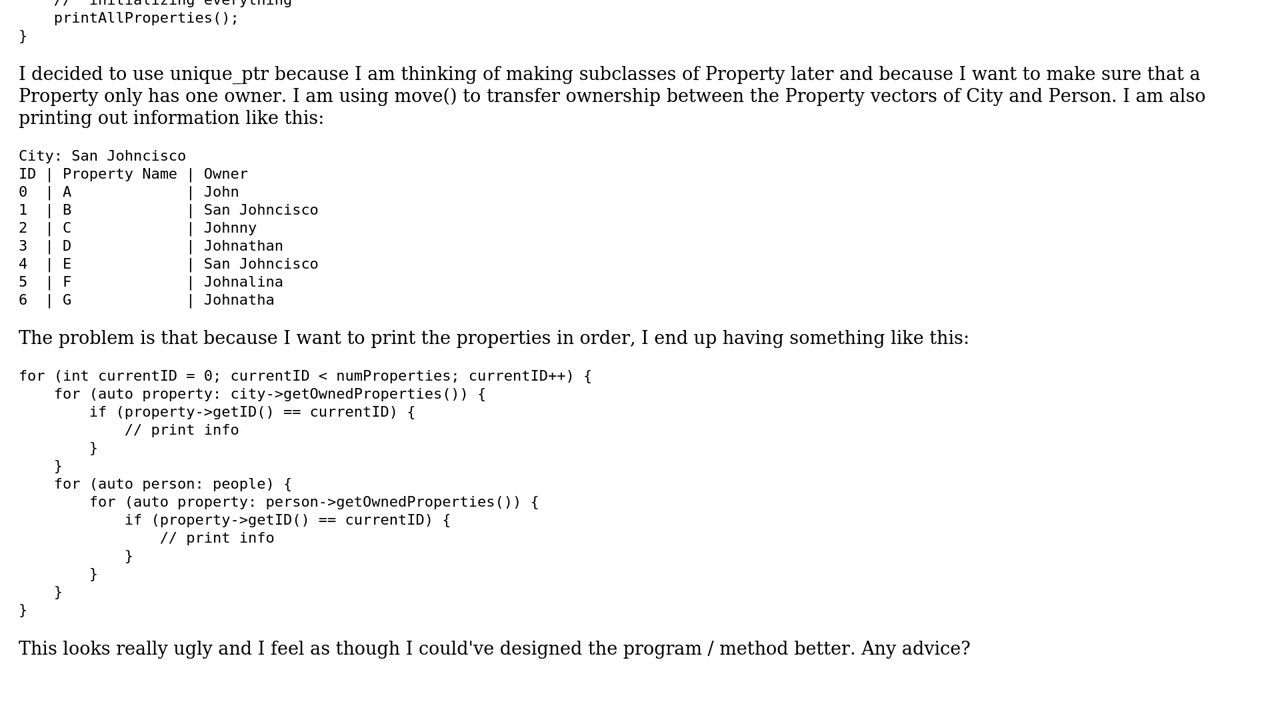 //  initializing everything
    printAllProperties();
}
I decided to use unique_ptr because I am thinking of making subclasses of Property later and because I want to make sure that a
Property only has one owner. I am using move() to transfer ownership between the Property vectors of City and Person. I am also
printing out information like this:
City: San Johncisco
ID | Property Name | Owner
0  | A             | John
1  | B             | San Johncisco
2  | C             | Johnny
3  | D             | Johnathan
4  | E             | San Johncisco
5  | F             | Johnalina
6  | G             | Johnatha
The problem is that because I want to print the properties in order, I end up having something like this:
for (int currentID = 0; currentID < numProperties; currentID++) {
    for (auto property: city->getOwnedProperties()) {
        if (property->getID() == currentID) {
            // print info
        }
    }
    for (auto person: people) {
        for (auto property: person->getOwnedProperties()) {
            if (property->getID() == currentID) {
                // print info
            }
        }
    }
}
This looks really ugly and I feel as though I could've designed the program / method better. Any advice?